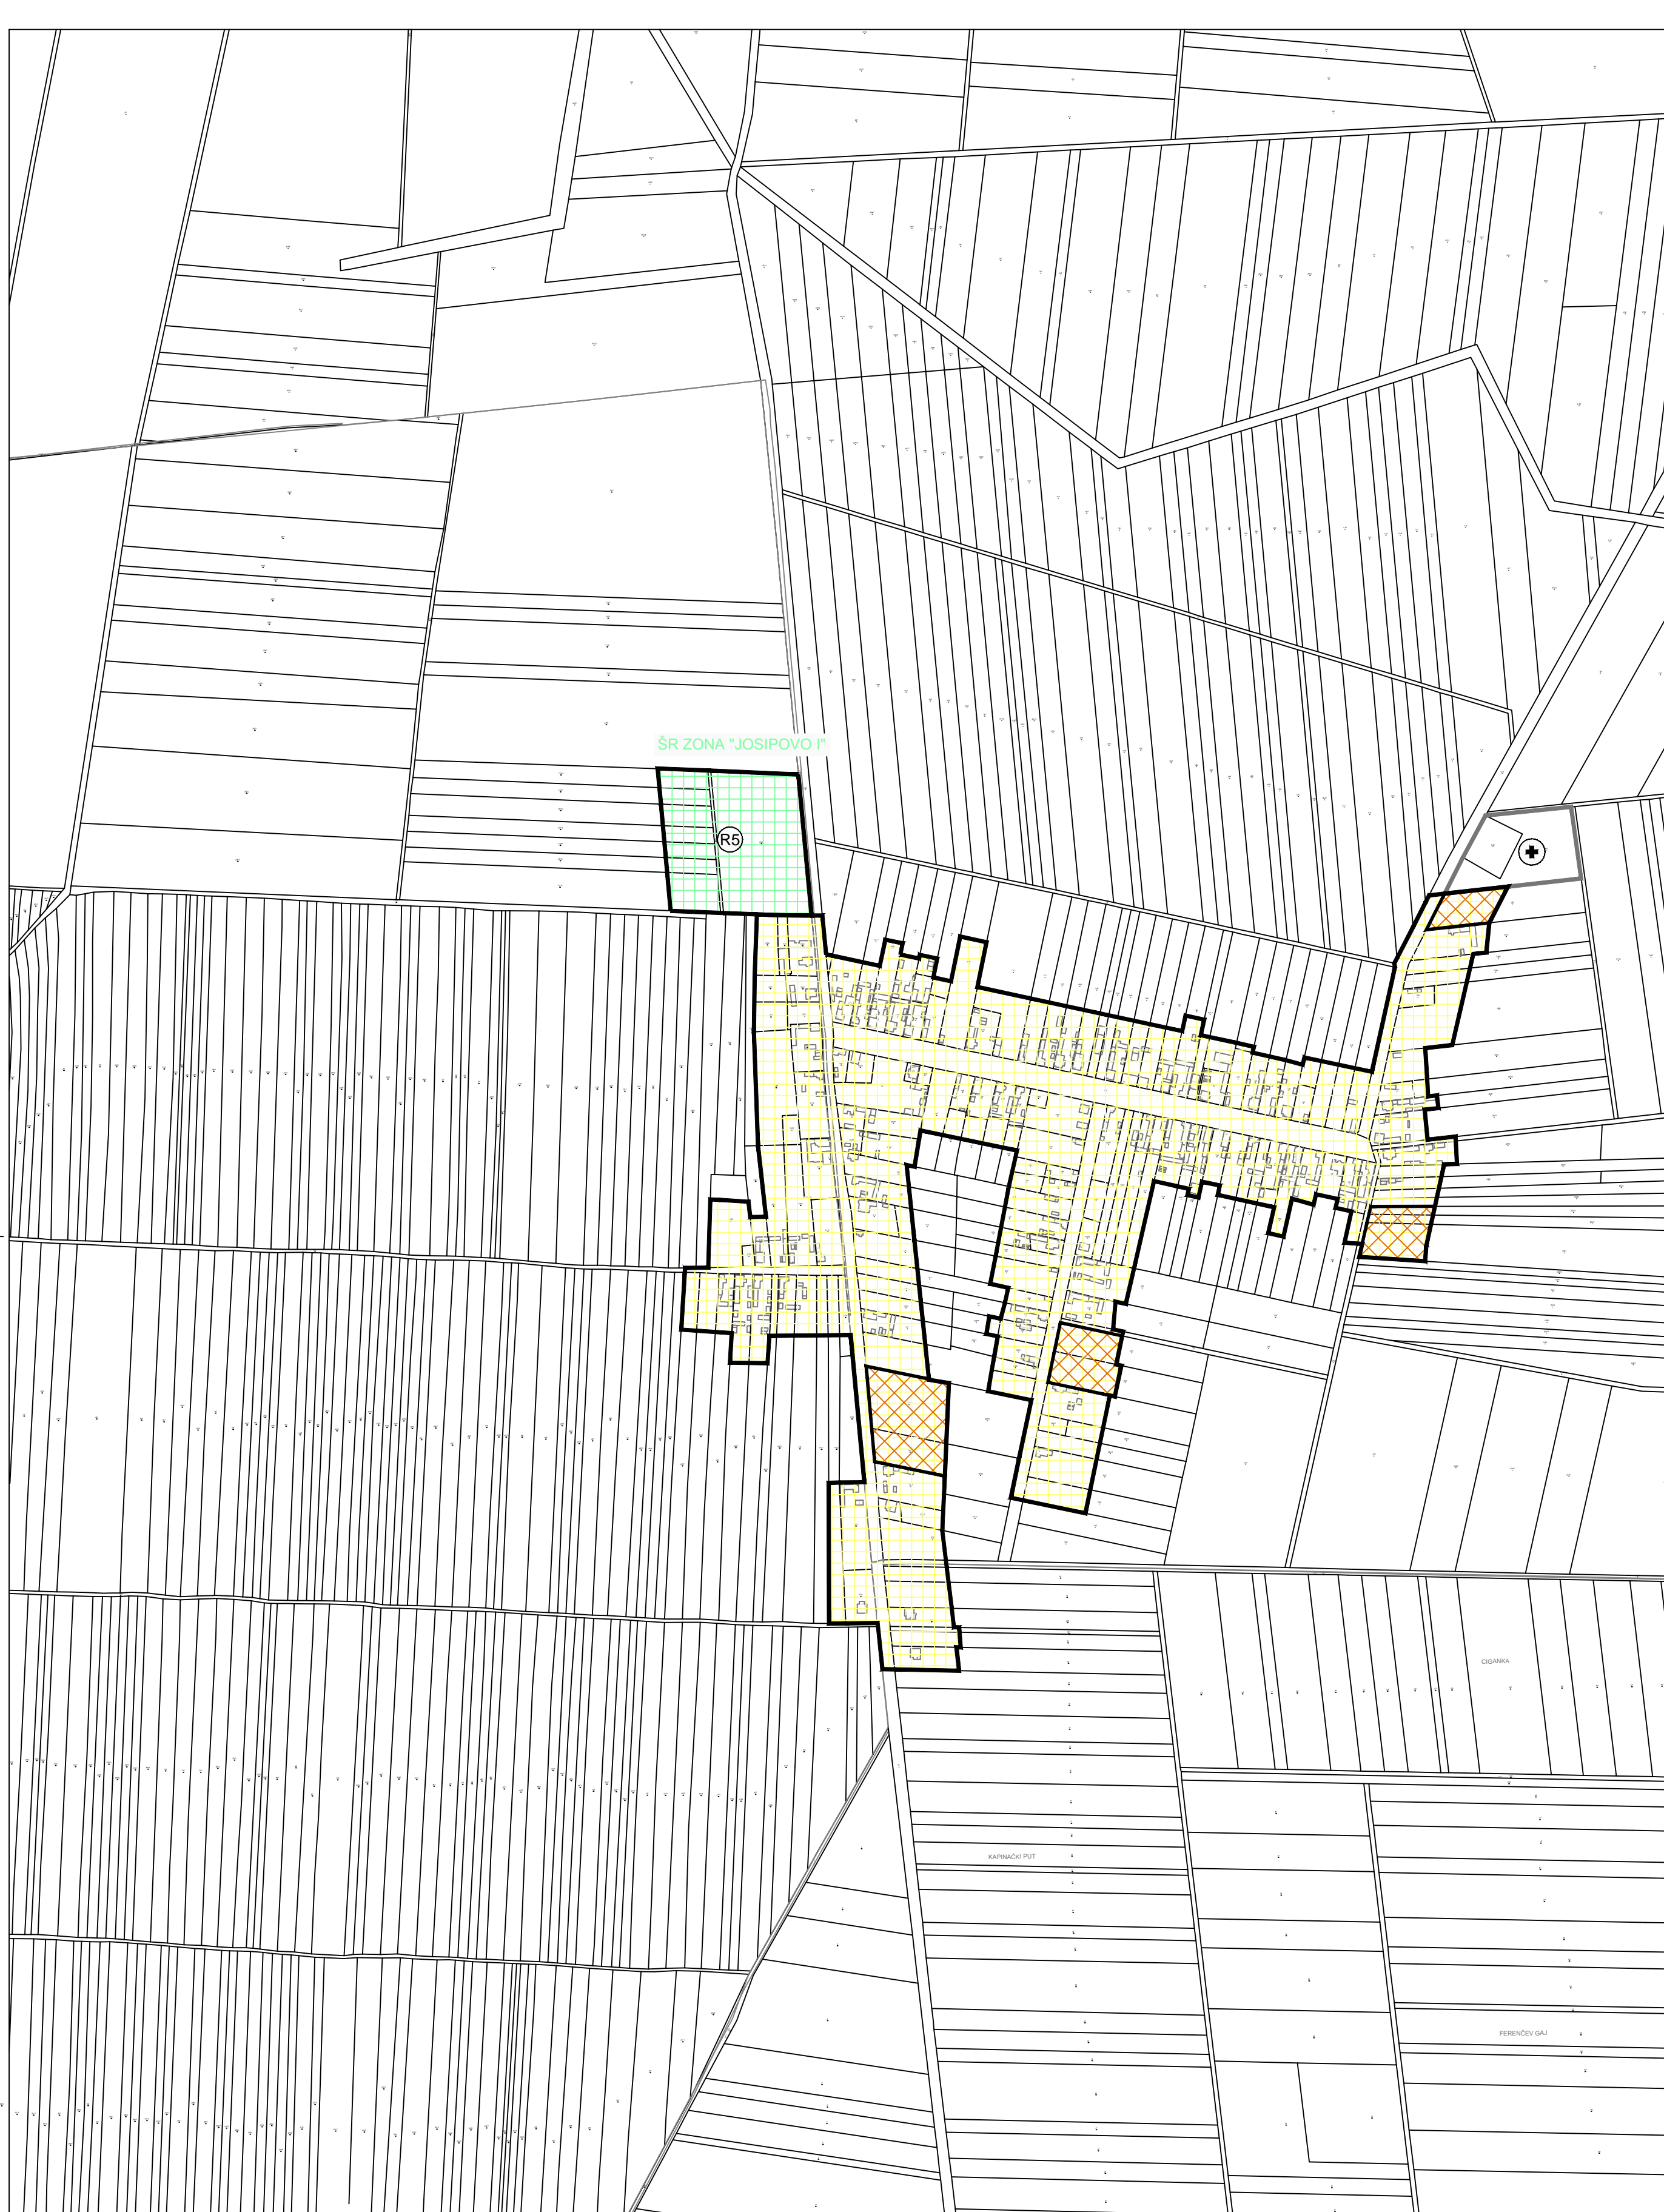 ŠR ZONA "JOSIPOVO I"
R5
CIGANKA
KAPINAČKI PUT
FERENČEV GAJ